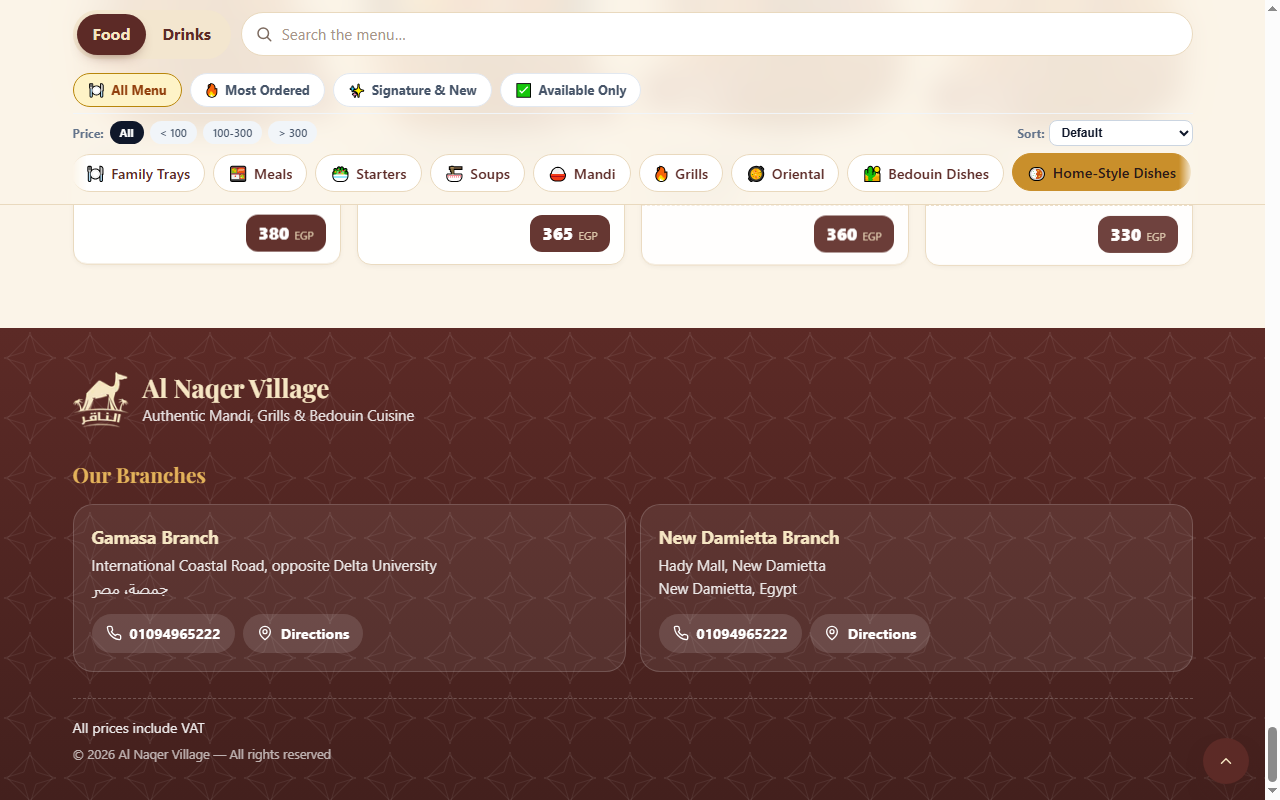 Food
Drinks
Search the menu...
All Menu
Most Ordered
Signature & New
Available Only
Price:
All
< 100
100-300
> 300
Sort:
Default
Family Trays
Meals
Starters
Soups
Mandi
Grills
Oriental
Bedouin Dishes
Home-Style Dishes
380 EGP
365 EGP
360 EGP
330 EGP
الناقر
Al Naqer Village
Authentic Mandi, Grills & Bedouin Cuisine
Our Branches
Gamasa Branch
International Coastal Road, opposite Delta University
جمصة، مصر
01094965222
Directions
New Damietta Branch
Hady Mall, New Damietta
New Damietta, Egypt
01094965222
Directions
All prices include VAT
© 2026 Al Naqer Village — All rights reserved